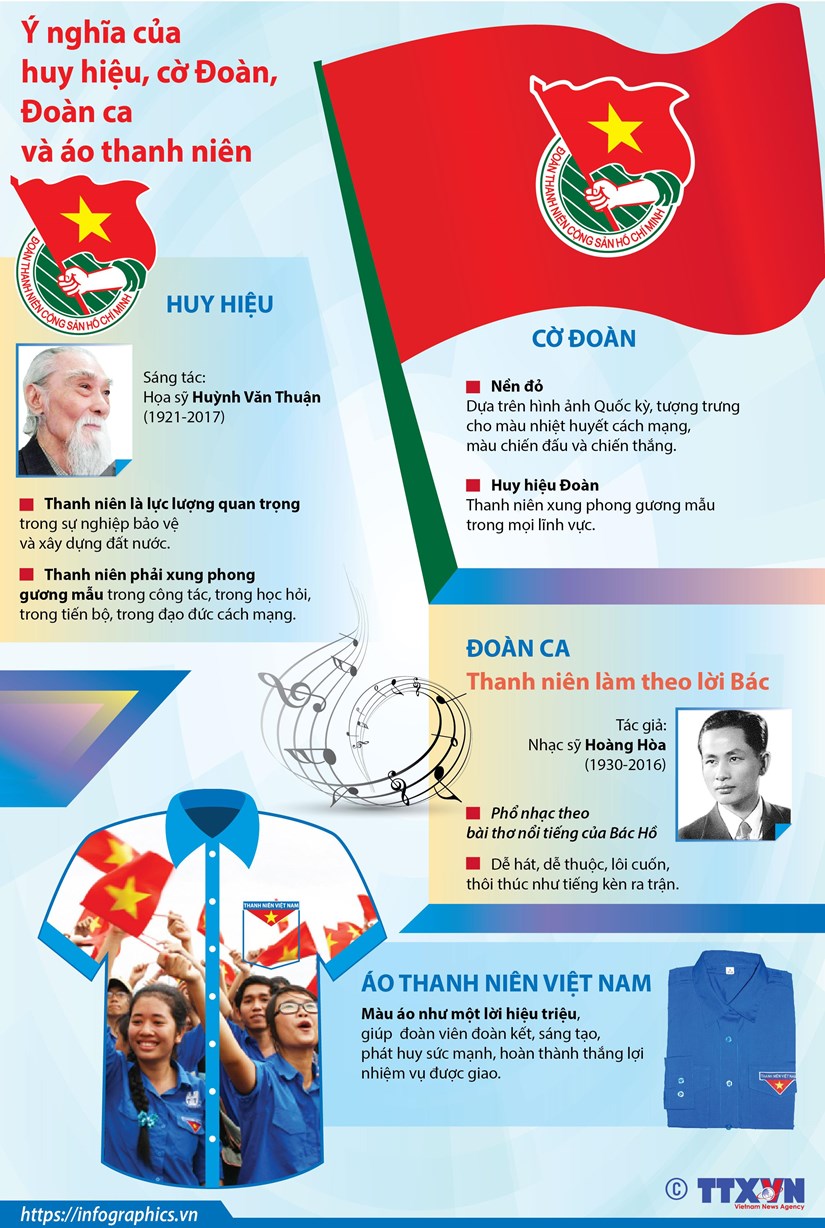 Ý nghĩa của
huy hiệu, cờ Đoàn,
Đoàn ca
và áo thanh niên
ĐOÀN THANH NIÊN CỘNG SẢN HỒ CHÍ MINH
ĐOÀN THANH NIÊN CỘNG SẢN HỒ CHÍ MINH
HUY HIỆU
Sáng tác:
Họa sỹ Huỳnh Văn Thuận
(1921-2017)
Thanh niên là lực lượng quan trọng
trong sự nghiệp bảo vệ
và xây dựng đất nước.
Thanh niên phải xung phong
gương mẫu trong công tác, trong học hỏi,
trong tiến bộ, trong đạo đức cách mạng.
CỜ ĐOÀN
Nền đỏ
Dựa trên hình ảnh Quốc kỳ, tượng trưng
cho màu nhiệt huyết cách mạng,
màu chiến đấu và chiến thắng.
Huy hiệu Đoàn
Thanh niên xung phong gương mẫu
trong mọi lĩnh vực.
ĐOÀN CA
Thanh niên làm theo lời Bác
Tác giả:
Nhạc sỹ Hoàng Hòa
(1930-2016)
Phổ nhạc theo
bài thơ nổi tiếng của Bác Hồ
Dễ hát, dễ thuộc, lôi cuốn,
thôi thúc như tiếng kèn ra trận.
THANH NIÊN VIỆT NAM
ÁO THANH NIÊN VIỆT NAM
Màu áo như một lời hiệu triệu,
giúp đoàn viên đoàn kết, sáng tạo,
phát huy sức mạnh, hoàn thành thắng lợi
nhiệm vụ được giao.
THANH NIÊN VIỆT NAM
© TTXVN
Vietnam News Agency
https://infographics.vn